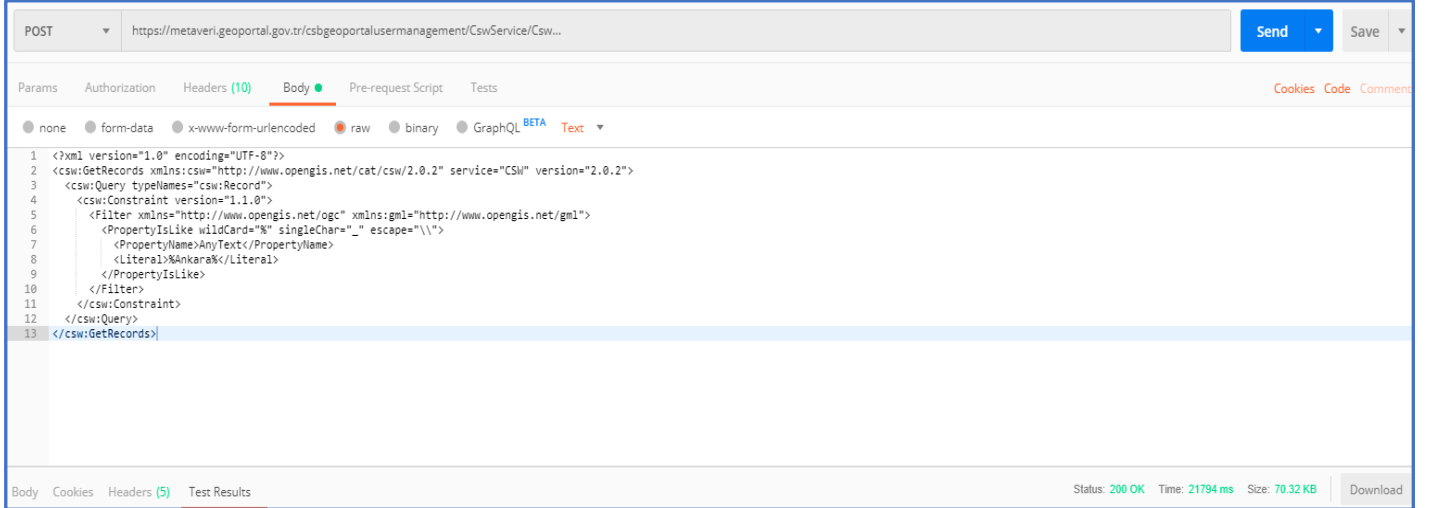 POST https://metaveri.geoportal.gov.tr/csbgeoportalusermanagement/CswService/Csw... Send Save
Params Authorization Headers (10) Body Pre-request Script Tests Cookies Code Comment
none form-data x-www-form-urlencoded raw binary GraphQL BETA Text
1 <?xml version="1.0" encoding="UTF-8"?>
2 <csw:GetRecords xmlns:csw="http://www.opengis.net/cat/csw/2.0.2" service="CSW" version="2.0.2">
3 <csw:Query typeNames="csw:Record">
4 <csw:Constraint version="1.1.0">
5 <Filter xmlns="http://www.opengis.net/ogc" xmlns:gml="http://www.opengis.net/gml">
6 <PropertyIsLike wildCard="%" singleChar="_" escape="\\">
7 <PropertyName>AnyText</PropertyName>
8 <Literal>%Ankara%</Literal>
9 </PropertyIsLike>
10 </Filter>
11 </csw:Constraint>
12 </csw:Query>
13 </csw:GetRecords>
Body Cookies Headers (5) Test Results Status: 200 OK Time: 21794 ms Size: 70.32 KB Download